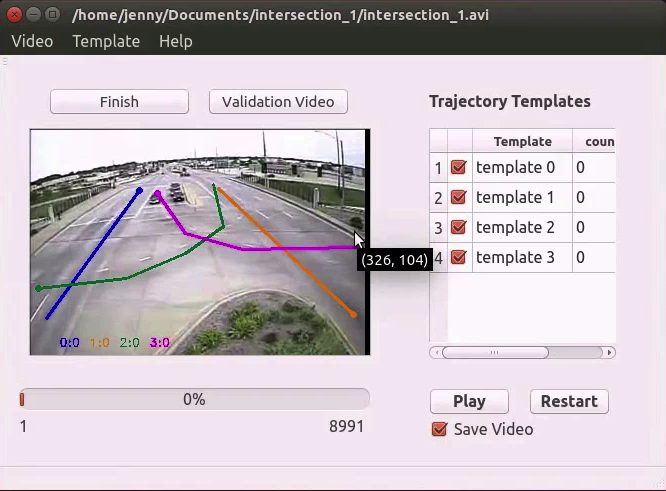 /home/jenny/Documents/intersection_1/intersection_1.avi
Video Template Help
Finish Validation Video
Trajectory Templates
Template coun
1 template 0 0
2 template 1 0
3 template 2 0
4 template 3 0
(326, 104)
0:0 1:0 2:0 3:0
0%
1 8991
Play Restart
Save Video